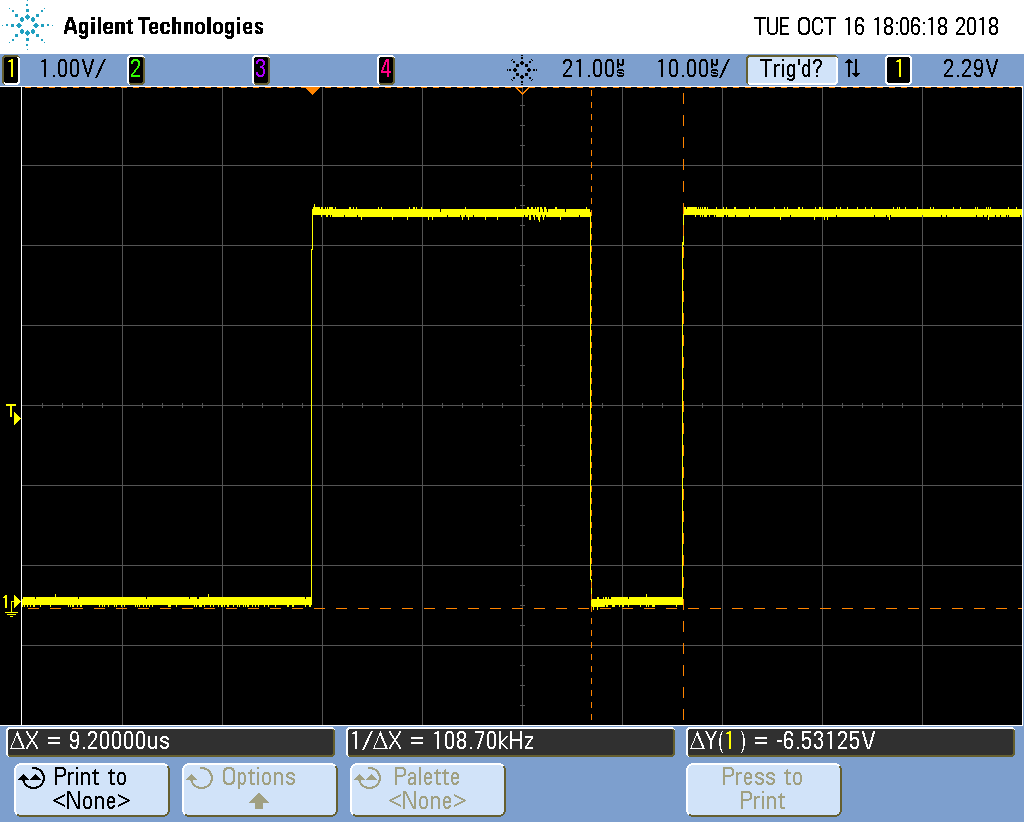 Agilent Technologies TUE OCT 16 18:06:18 2018
1 1.00V/ 2 3 4 21.00µs 10.00µs/ Trig'd? ↑↓ 1 2.29V
T
1
ΔX = 9.20000us 1/ΔX = 108.70kHz ΔY(1) = -6.53125V
Print to Options Palette Press to
<None> <None> Print